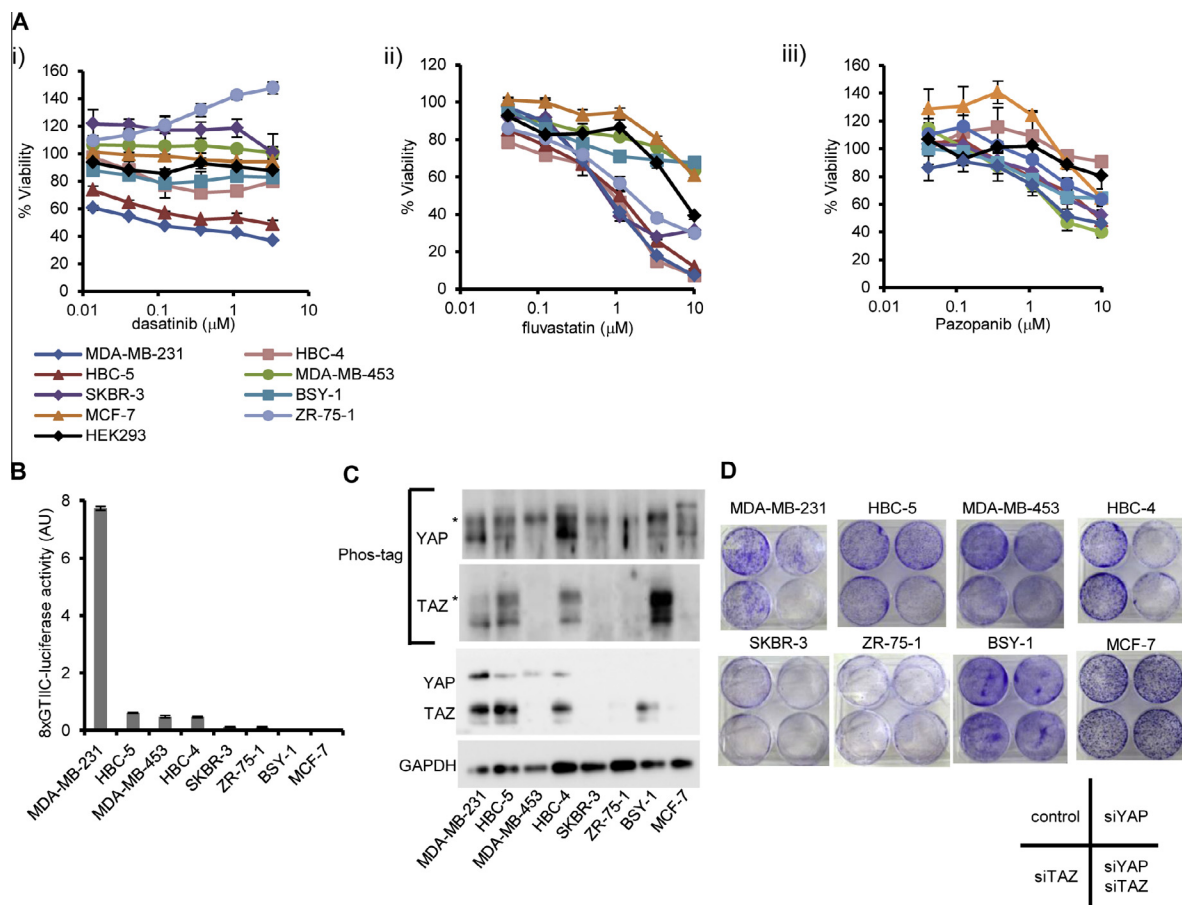 A
i)
ii)
iii)
% Viability
160
140
120
100
80
60
40
20
0
0.01
0.1
1
10
dasatinib (μM)
% Viability
120
100
80
60
40
20
0
0.01
0.1
1
10
fluvastatin (μM)
% Viability
160
140
120
100
80
60
40
20
0
0.01
0.1
1
10
Pazopanib (μM)
MDA-MB-231
HBC-4
HBC-5
MDA-MB-453
SKBR-3
BSY-1
MCF-7
ZR-75-1
HEK293
B
8xGTIIC-luciferase activity (AU)
8
6
4
2
0
MDA-MB-231
HBC-5
MDA-MB-453
HBC-4
SKBR-3
ZR-75-1
BSY-1
MCF-7
C
Phos-tag
YAP
*
TAZ
*
YAP
TAZ
GAPDH
MDA-MB-231
HBC-5
MDA-MB-453
HBC-4
SKBR-3
ZR-75-1
BSY-1
MCF-7
D
MDA-MB-231
HBC-5
MDA-MB-453
HBC-4
SKBR-3
ZR-75-1
BSY-1
MCF-7
control
siYAP
siTAZ
siYAP
siTAZ